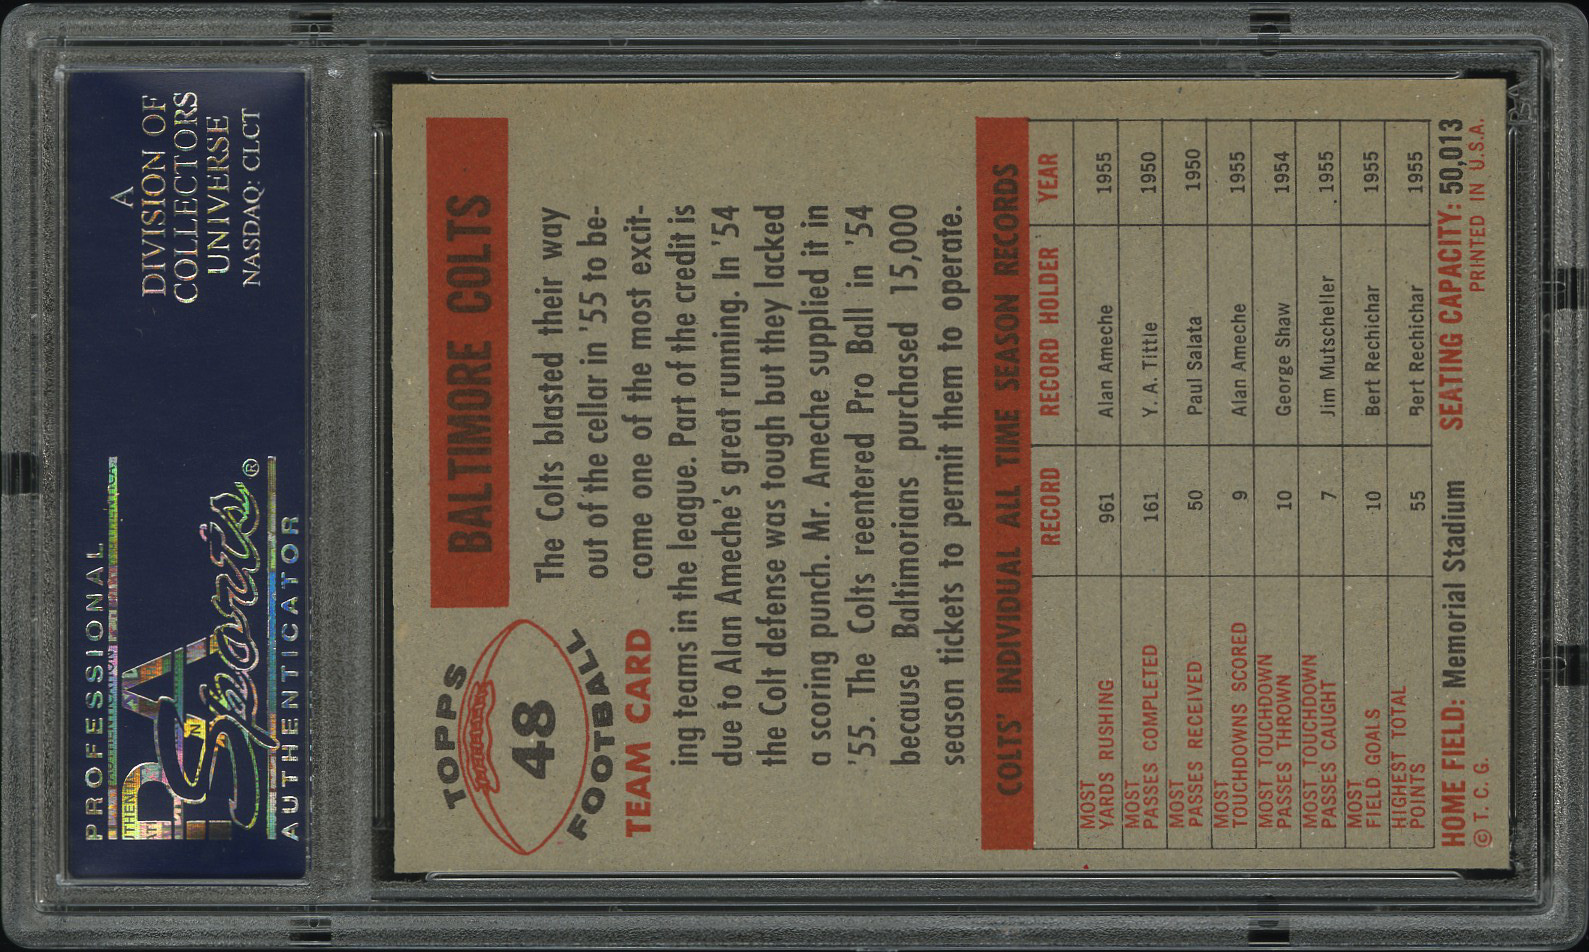 A
DIVISION OF
COLLECTORS
UNIVERSE
NASDAQ: CLCT
PROFESSIONAL
PSA
Sports®
AUTHENTICATOR
TOPPS
48
FOOTBALL
BALTIMORE COLTS
TEAM CARD
The Colts blasted their way
out of the cellar in '55 to be-
come one of the most excit-
ing teams in the league. Part of the credit is
due to Alan Ameche's great running. In '54
the Colt defense was tough but they lacked
a scoring punch. Mr. Ameche supplied it in
'55. The Colts reentered Pro Ball in '54
because Baltimorians purchased 15,000
season tickets to permit them to operate.
COLTS' INDIVIDUAL ALL TIME SEASON RECORDS
RECORD RECORD HOLDER YEAR
MOST
YARDS RUSHING 961 Alan Ameche 1955
MOST
PASSES COMPLETED 161 Y. A. Tittle 1950
MOST
PASSES RECEIVED 50 Paul Salata 1950
MOST
TOUCHDOWNS SCORED 9 Alan Ameche 1955
MOST TOUCHDOWN
PASSES THROWN 10 George Shaw 1954
MOST TOUCHDOWN
PASSES CAUGHT 7 Jim Mutscheller 1955
MOST
FIELD GOALS 10 Bert Rechichar 1955
HIGHEST TOTAL
POINTS 55 Bert Rechichar 1955
HOME FIELD: Memorial Stadium SEATING CAPACITY: 50,013
© T. C. G. PRINTED IN U.S.A.